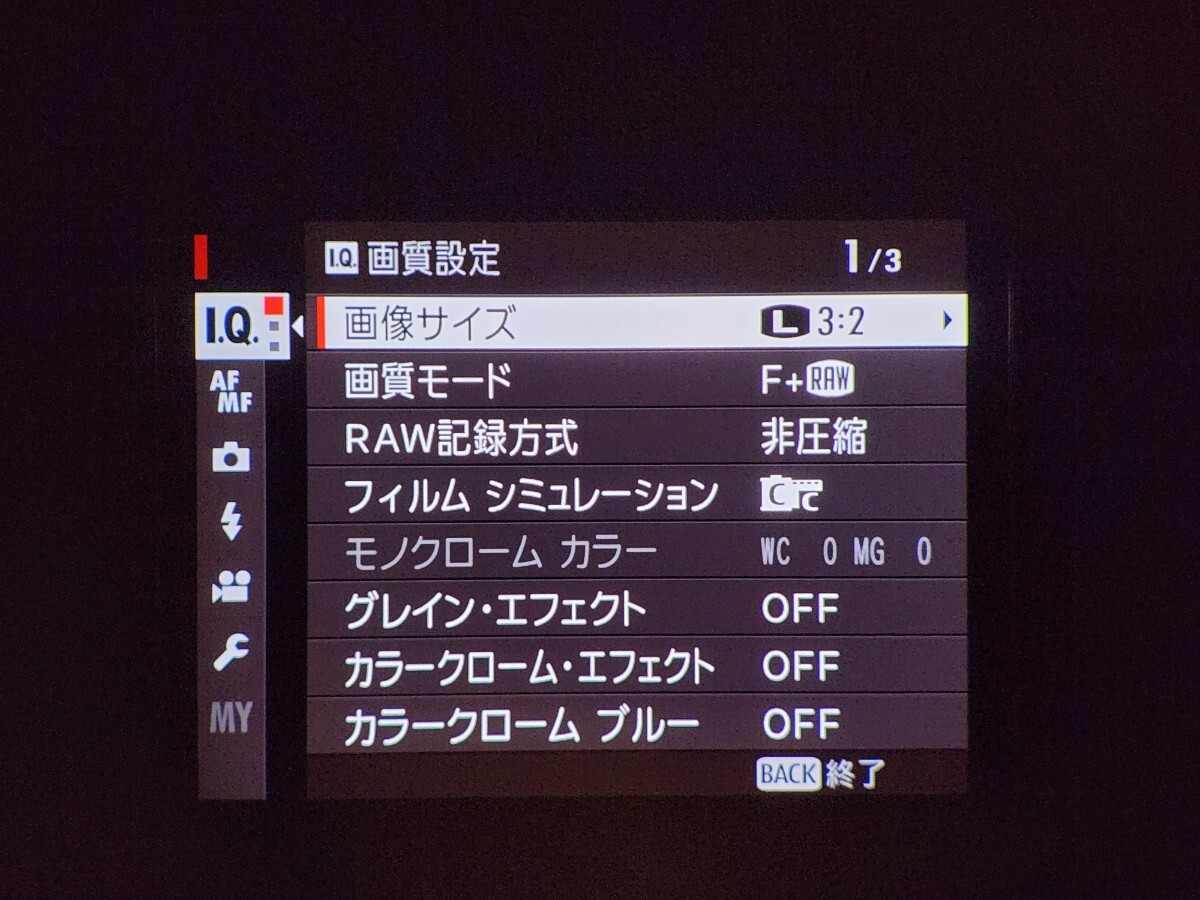 I.Q. 画質設定 1/3
I.Q.
画像サイズ L 3:2
画質モード F+RAW
AF
MF
RAW記録方式 非圧縮
フィルム シミュレーション C C
モノクローム カラー WC 0 MG 0
グレイン・エフェクト OFF
カラークローム・エフェクト OFF
MY
カラークローム ブルー OFF
BACK 終了